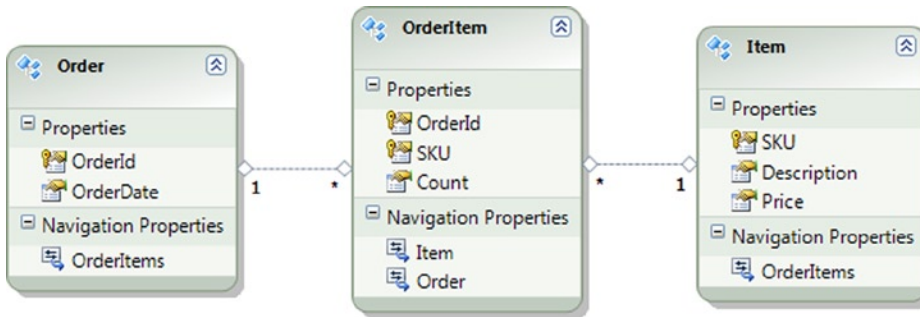 Order
Properties
OrderId
OrderDate
Navigation Properties
OrderItems
1
*
OrderItem
Properties
OrderId
SKU
Count
Navigation Properties
Item
Order
*
1
Item
Properties
SKU
Description
Price
Navigation Properties
OrderItems